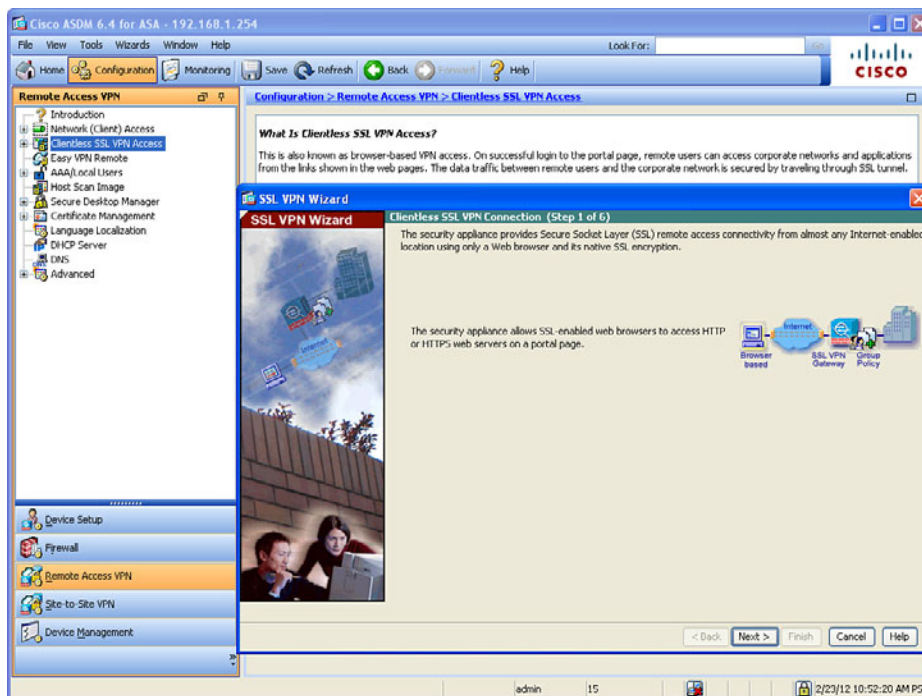 Cisco ASDM 6.4 for ASA - 192.168.1.254
File View Tools Wizards Window Help
Look For:
Go
Home Configuration Monitoring Save Refresh Back Forward Help
CISCO
Remote Access VPN
Introduction
Network (Client) Access
Clientless SSL VPN Access
Easy VPN Remote
AAA/Local Users
Host Scan Image
Secure Desktop Manager
Certificate Management
Language Localization
DHCP Server
DNS
Advanced
Device Setup
Firewall
Remote Access VPN
Site-to-Site VPN
Device Management
Configuration > Remote Access VPN > Clientless SSL VPN Access
What Is Clientless SSL VPN Access?
This is also known as browser-based VPN access. On successful login to the portal page, remote users can access corporate networks and applications
from the links shown in the web pages. The data traffic between remote users and the corporate network is secured by traveling through SSL tunnel.
SSL VPN Wizard
SSL VPN Wizard
Internet
Clientless SSL VPN Connection (Step 1 of 6)
The security appliance provides Secure Socket Layer (SSL) remote access connectivity from almost any Internet-enabled
location using only a Web browser and its native SSL encryption.
The security appliance allows SSL-enabled web browsers to access HTTP
or HTTPS web servers on a portal page.
Internet
Browser based
SSL VPN Gateway
Group Policy
< Back Next > Finish Cancel Help
admin 15 2/23/12 10:52:20 AM PS